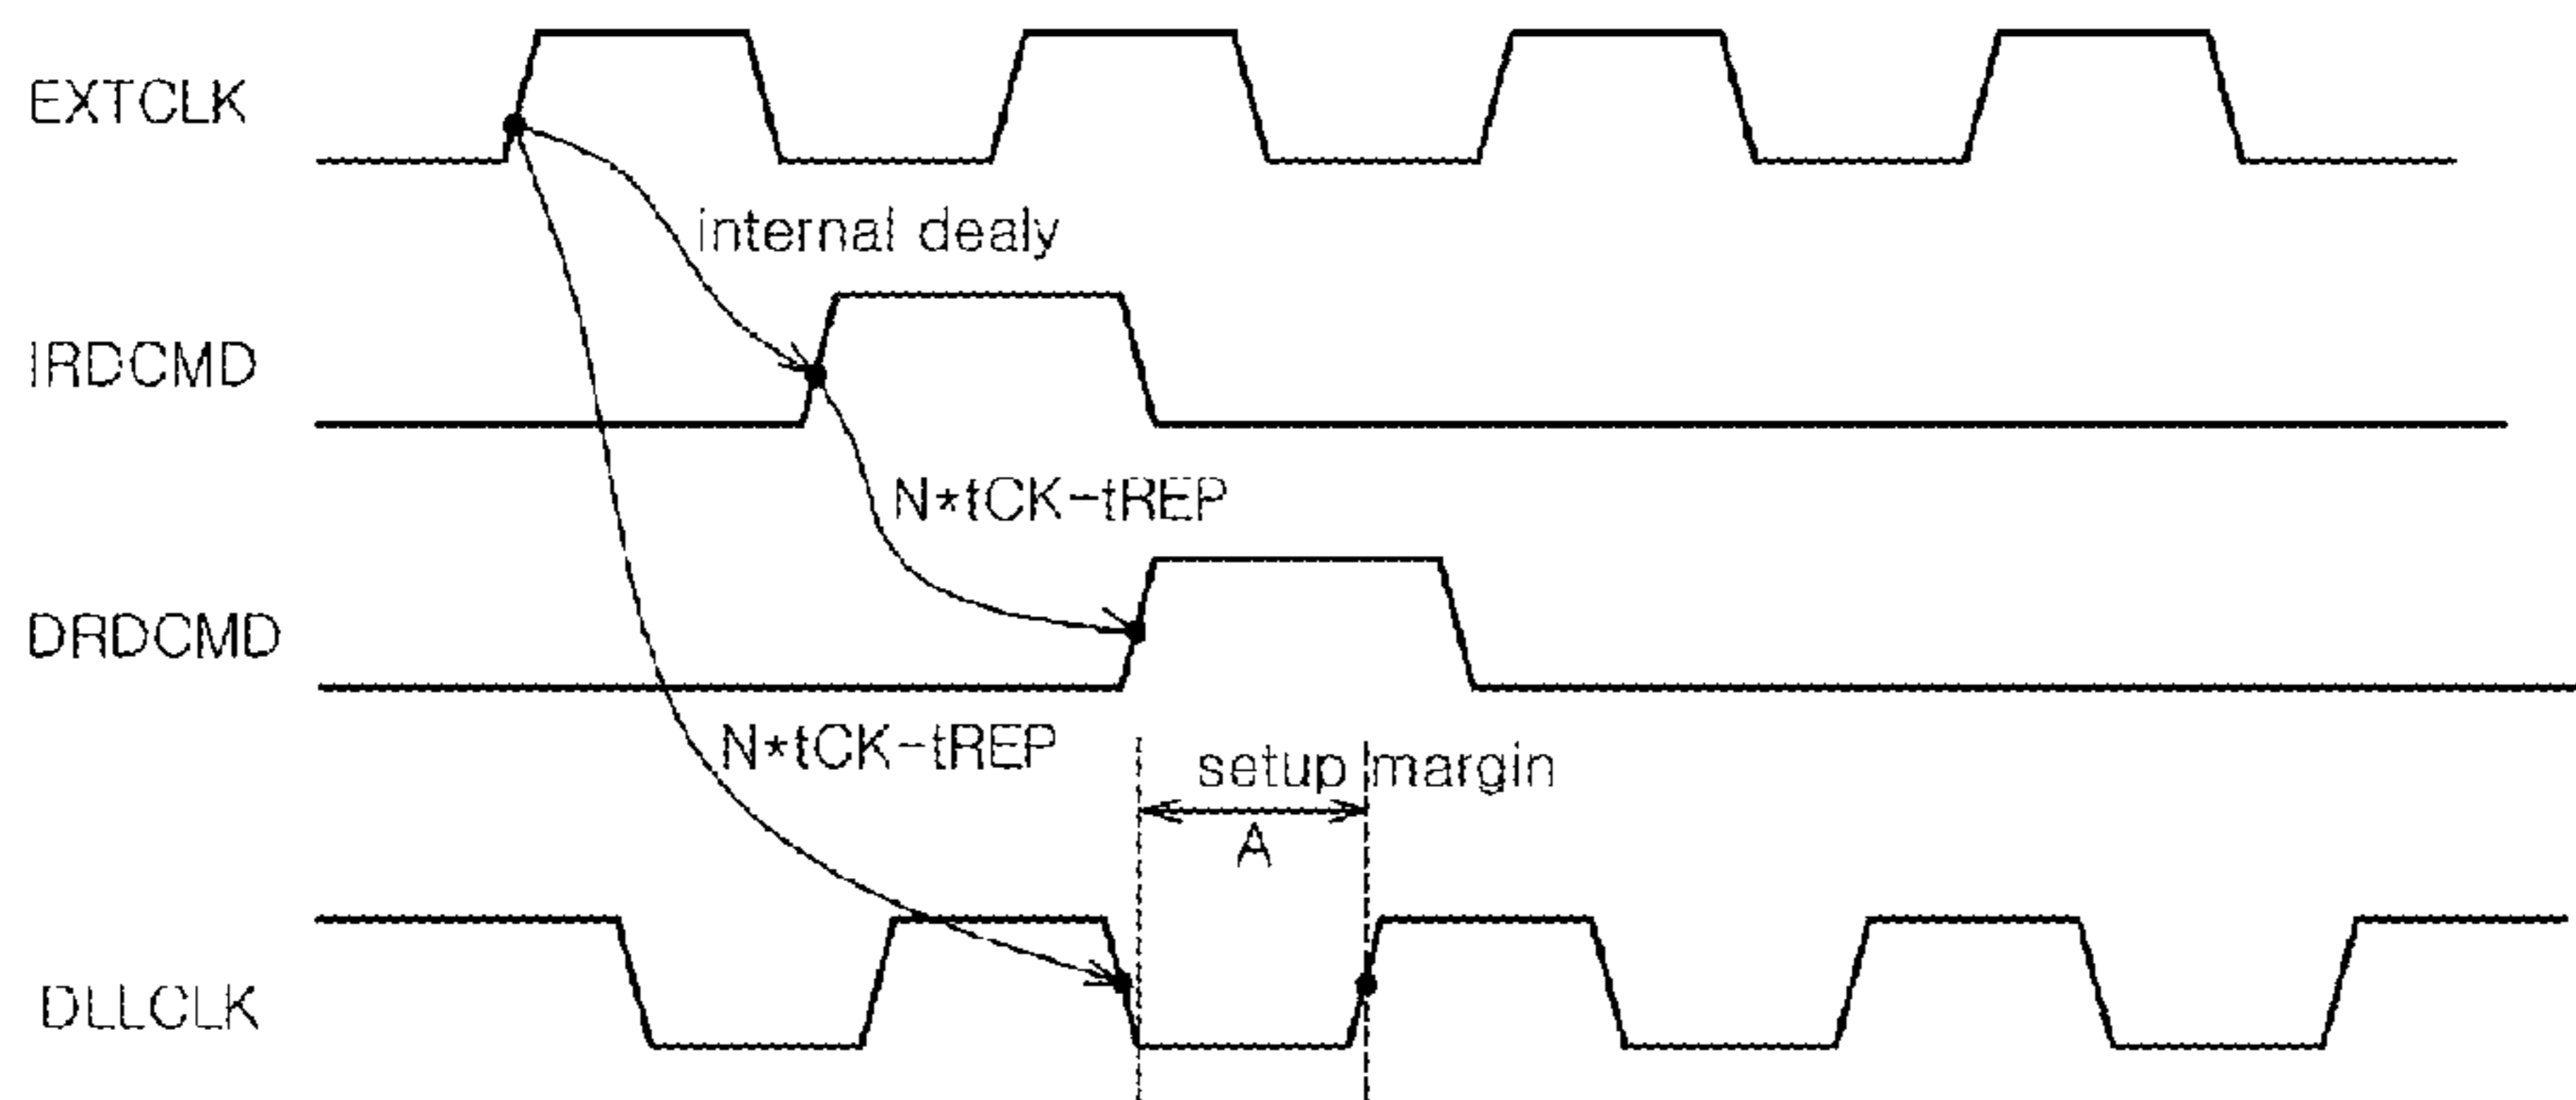 EXTCLK
internal dealy
IRDCMD
N*tCK-tREP
DRDCMD
N*tCK-tREP
setup margin
A
DLLCLK